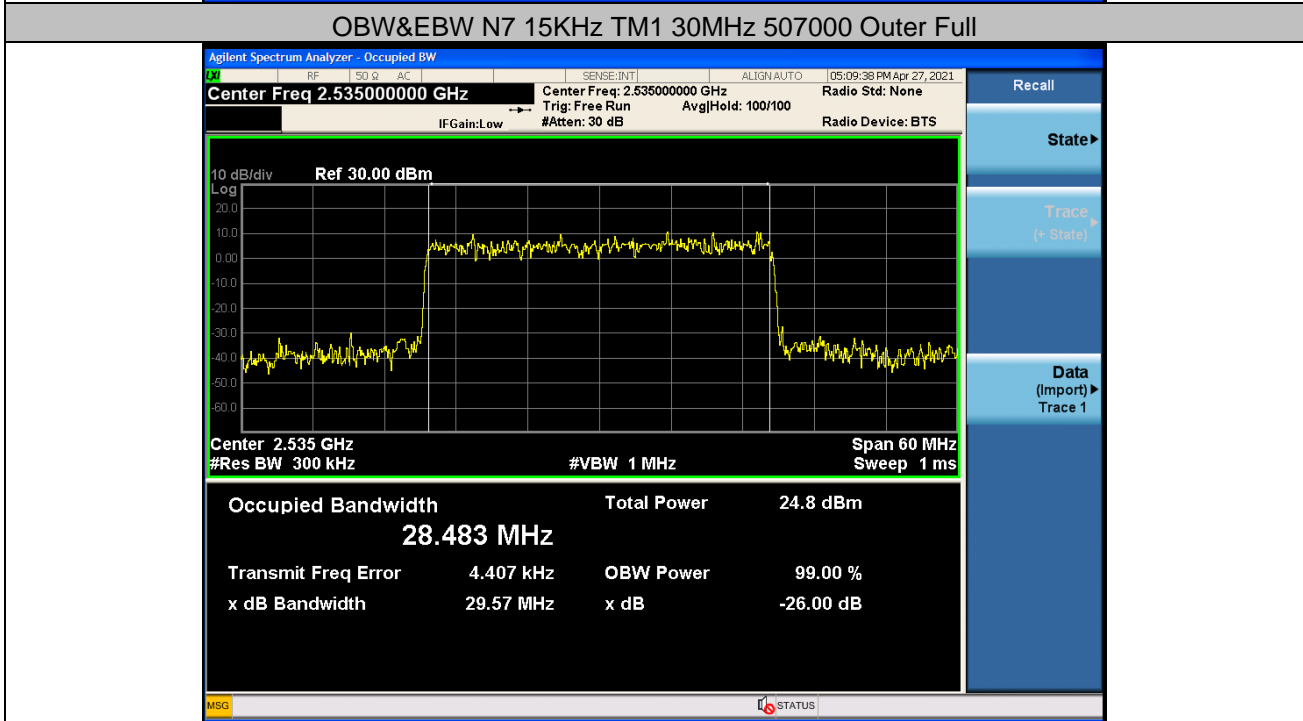 OBW&EBW N7 15KHz TM1 30MHz 507000 Outer Full
Agilent Spectrum Analyzer - Occupied BW
LXI RF 50 Ω AC SENSE:INT ALIGN AUTO 05:09:38 PM Apr 27, 2021
Center Freq 2.535000000 GHz Center Freq: 2.535000000 GHz Radio Std: None
Trig: Free Run Avg|Hold: 100/100
IFGain:Low #Atten: 30 dB Radio Device: BTS
Recall
State
Trace
(+ State)
Data
(Import)
Trace 1
10 dB/div Ref 30.00 dBm
Log
20.0
10.0
0.00
-10.0
-20.0
-30.0
-40.0
-50.0
-60.0
Center 2.535 GHz Span 60 MHz
#Res BW 300 kHz #VBW 1 MHz Sweep 1 ms
Occupied Bandwidth Total Power 24.8 dBm
28.483 MHz
Transmit Freq Error 4.407 kHz OBW Power 99.00 %
x dB Bandwidth 29.57 MHz x dB -26.00 dB
MSG STATUS